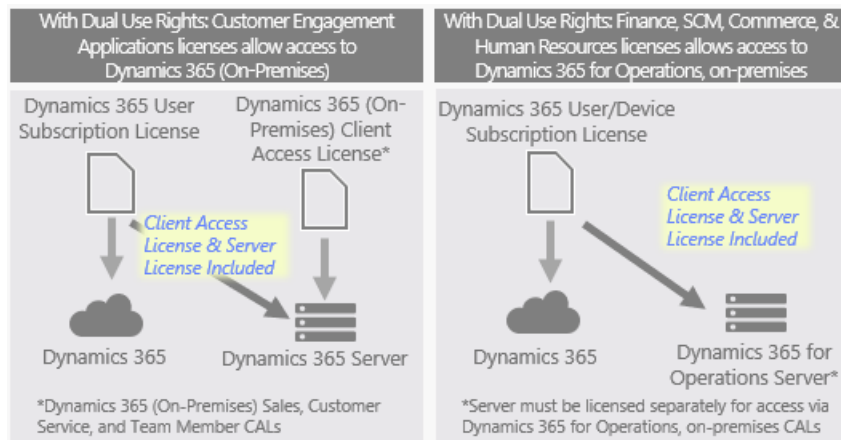 With Dual Use Rights: Customer Engagement
Applications licenses allow access to
Dynamics 365 (On-Premises)
Dynamics 365 User
Subscription License
Dynamics 365 (On-
Premises) Client
Access License*
Client Access
License & Server
License Included
Dynamics 365
Dynamics 365 Server
*Dynamics 365 (On-Premises) Sales, Customer
Service, and Team Member CALs
With Dual Use Rights: Finance, SCM, Commerce, &
Human Resources licenses allows access to
Dynamics 365 for Operations, on-premises
Dynamics 365 User/Device
Subscription License
Client Access
License & Server
License Included
Dynamics 365
Dynamics 365 for
Operations Server*
*Server must be licensed separately for access via
Dynamics 365 for Operations, on-premises CALs